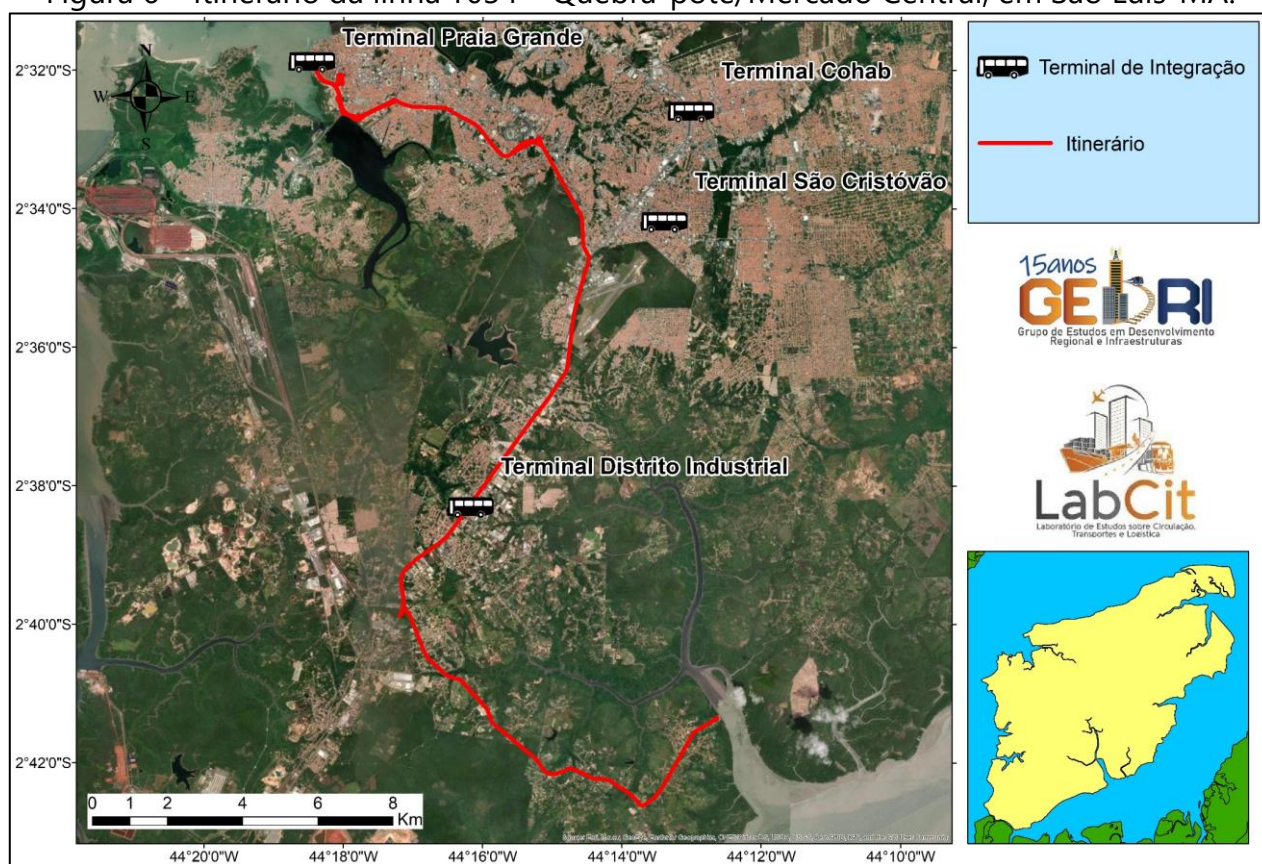 Terminal Praia Grande
Terminal Cohab
Terminal São Cristóvão
Terminal Distrito Industrial
N
W
E
S
2°32'0"S
2°34'0"S
2°36'0"S
2°38'0"S
2°40'0"S
2°42'0"S
0 1 2 4 6 8
Km
44°20'0"W 44°18'0"W 44°16'0"W 44°14'0"W 44°12'0"W 44°10'0"W
Terminal de Integração
Itinerário
15anos
GEDRI
Grupo de Estudos em Desenvolvimento
Regional e Infraestruturas
LabCit
Laboratório de Estudos sobre Circulação,
Transportes e Logística